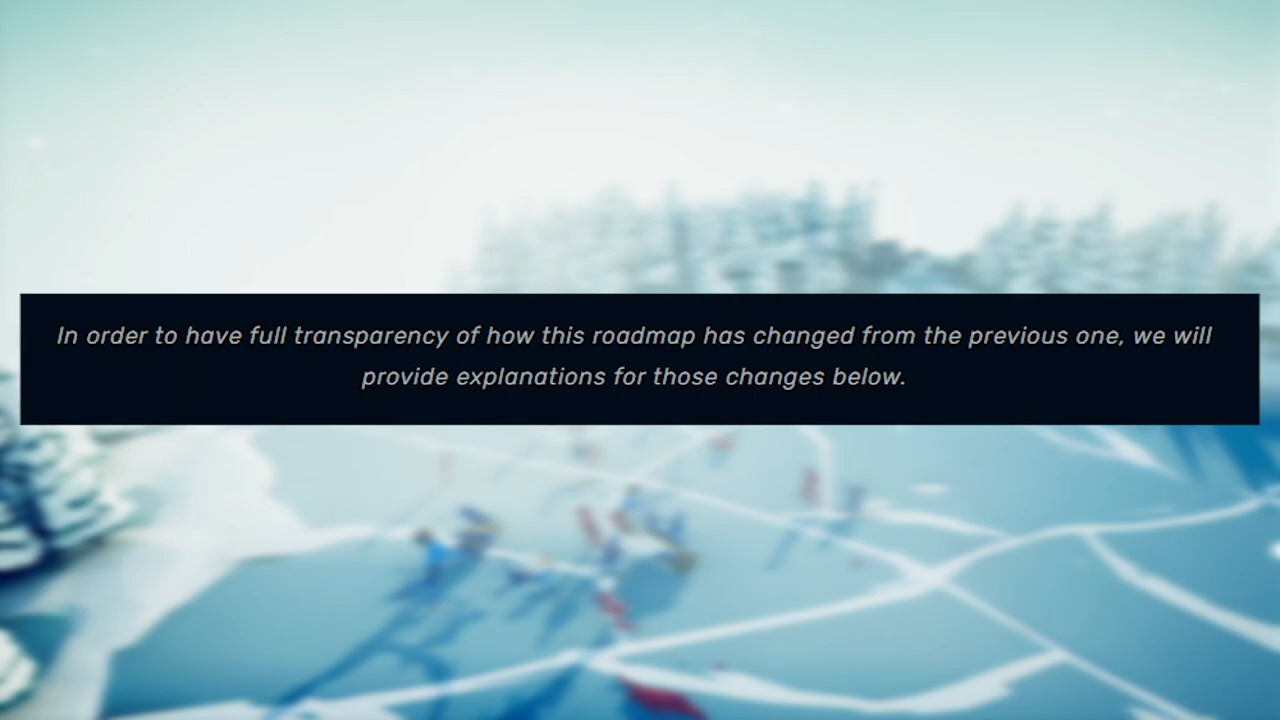 In order to have full transparency of how this roadmap has changed from the previous one, we will
provide explanations for those changes below.